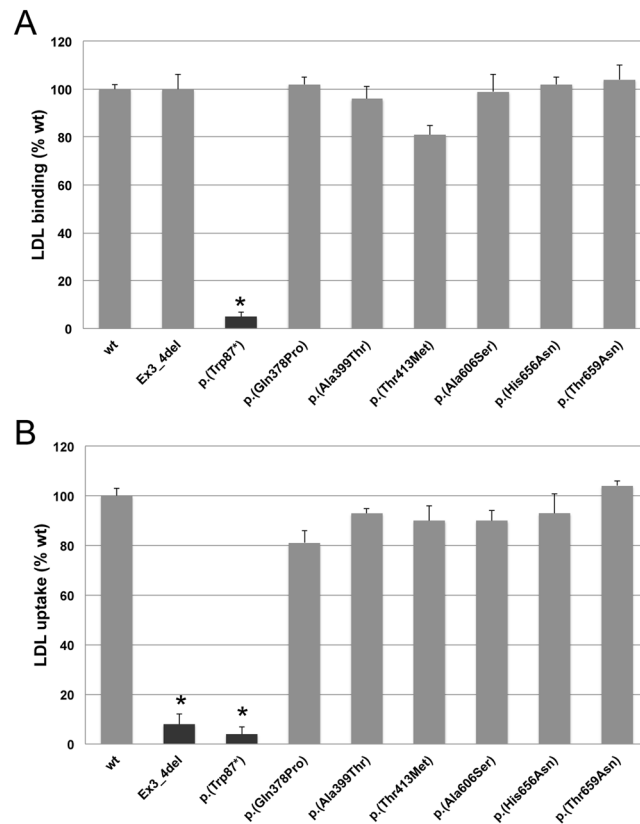 A
LDL binding (% wt)
120
100
80
60
40
20
0
*
wt
Ex3_4del
p.(Trp87*)
p.(Gln378Pro)
p.(Ala399Thr)
p.(Thr413Met)
p.(Ala606Ser)
p.(His656Asn)
p.(Thr659Asn)
B
LDL uptake (% wt)
120
100
80
60
40
20
0
*
*
wt
Ex3_4del
p.(Trp87*)
p.(Gln378Pro)
p.(Ala399Thr)
p.(Thr413Met)
p.(Ala606Ser)
p.(His656Asn)
p.(Thr659Asn)